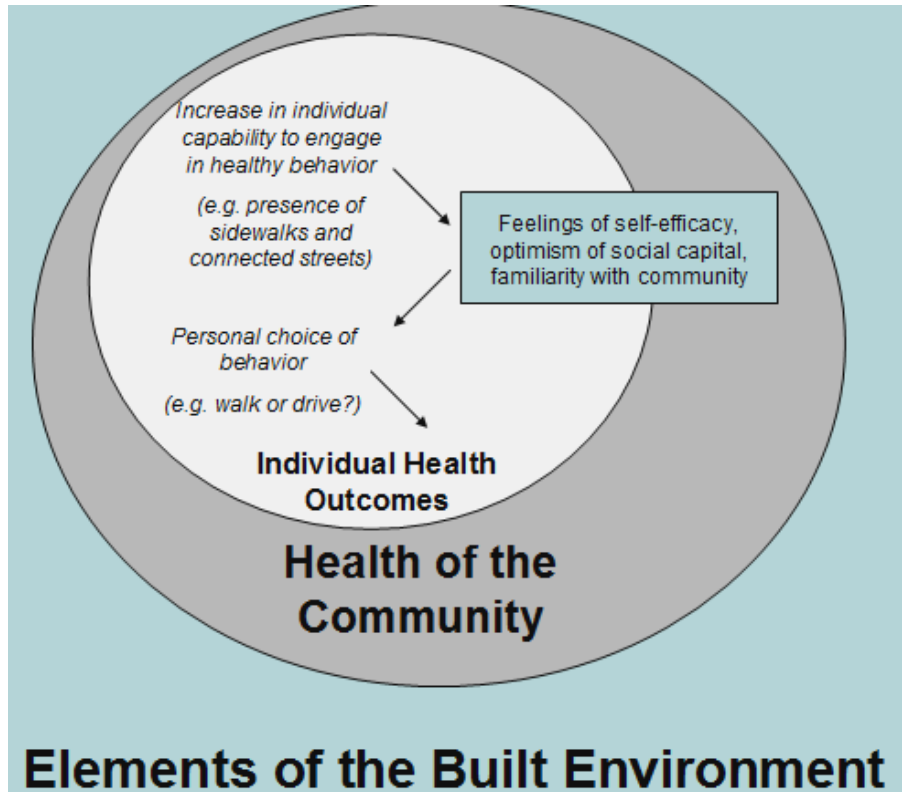 Increase in individual
capability to engage
in healthy behavior
(e.g. presence of
sidewalks and
connected streets)
Feelings of self-efficacy,
optimism of social capital,
familiarity with community
Personal choice of
behavior
(e.g. walk or drive?)
Individual Health
Outcomes
Health of the
Community
Elements of the Built Environment